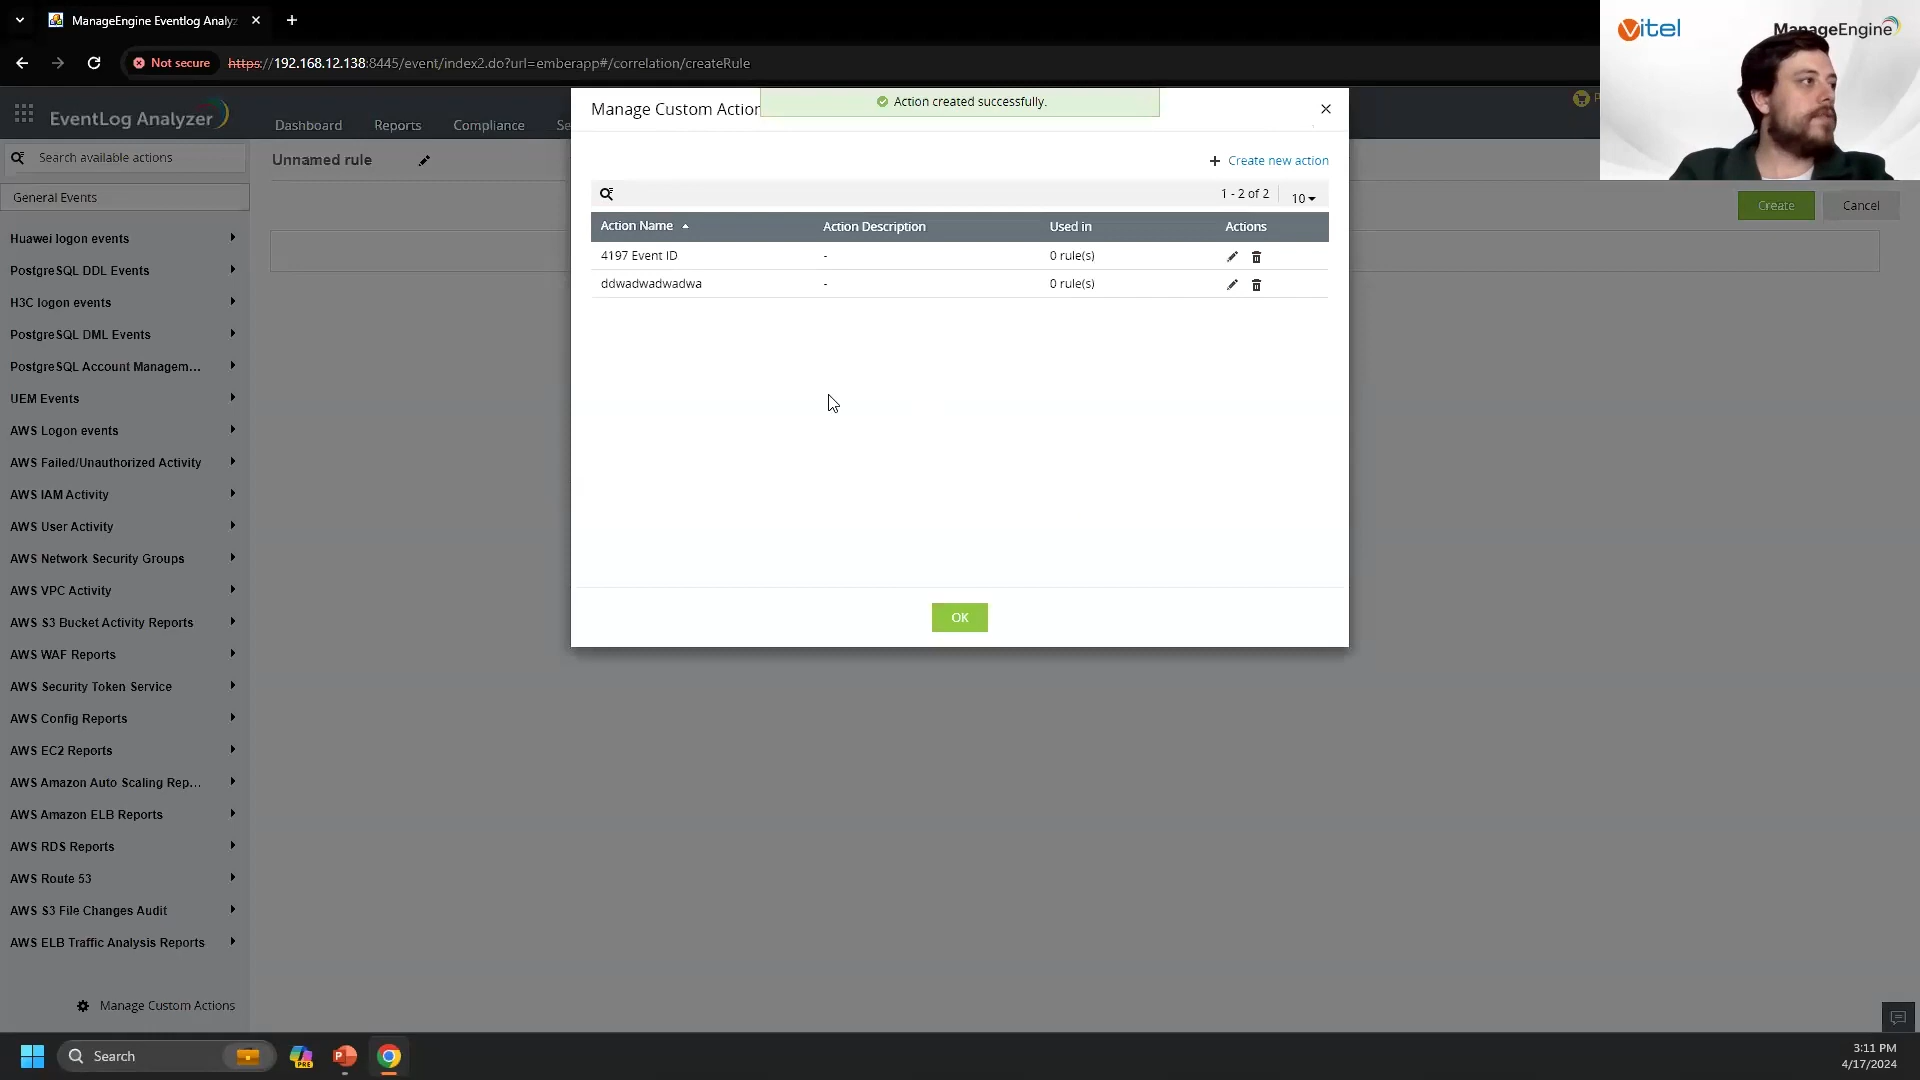 ManageEngine Eventlog Analyz
Not secure
https://192.168.12.138:8445/event/index2.do?url=emberapp#/correlation/createRule
Vitel
ManageEngine
EventLog Analyzer
Dashboard
Reports
Compliance
Se
Manage Custom Action
Action created successfully.
Search available actions
Unnamed rule
Create new action
General Events
1 - 2 of 2
10
Create
Cancel
Action Name
Action Description
Used in
Actions
4197 Event ID
-
0 rule(s)
ddwadwadwadwa
-
0 rule(s)
OK
Huawei logon events
PostgreSQL DDL Events
H3C logon events
PostgreSQL DML Events
PostgreSQL Account Managem...
UEM Events
AWS Logon events
AWS Failed/Unauthorized Activity
AWS IAM Activity
AWS User Activity
AWS Network Security Groups
AWS VPC Activity
AWS S3 Bucket Activity Reports
AWS WAF Reports
AWS Security Token Service
AWS Config Reports
AWS EC2 Reports
AWS Amazon Auto Scaling Rep...
AWS Amazon ELB Reports
AWS RDS Reports
AWS Route 53
AWS S3 File Changes Audit
AWS ELB Traffic Analysis Reports
Manage Custom Actions
Search
PRE
3:11 PM
4/17/2024